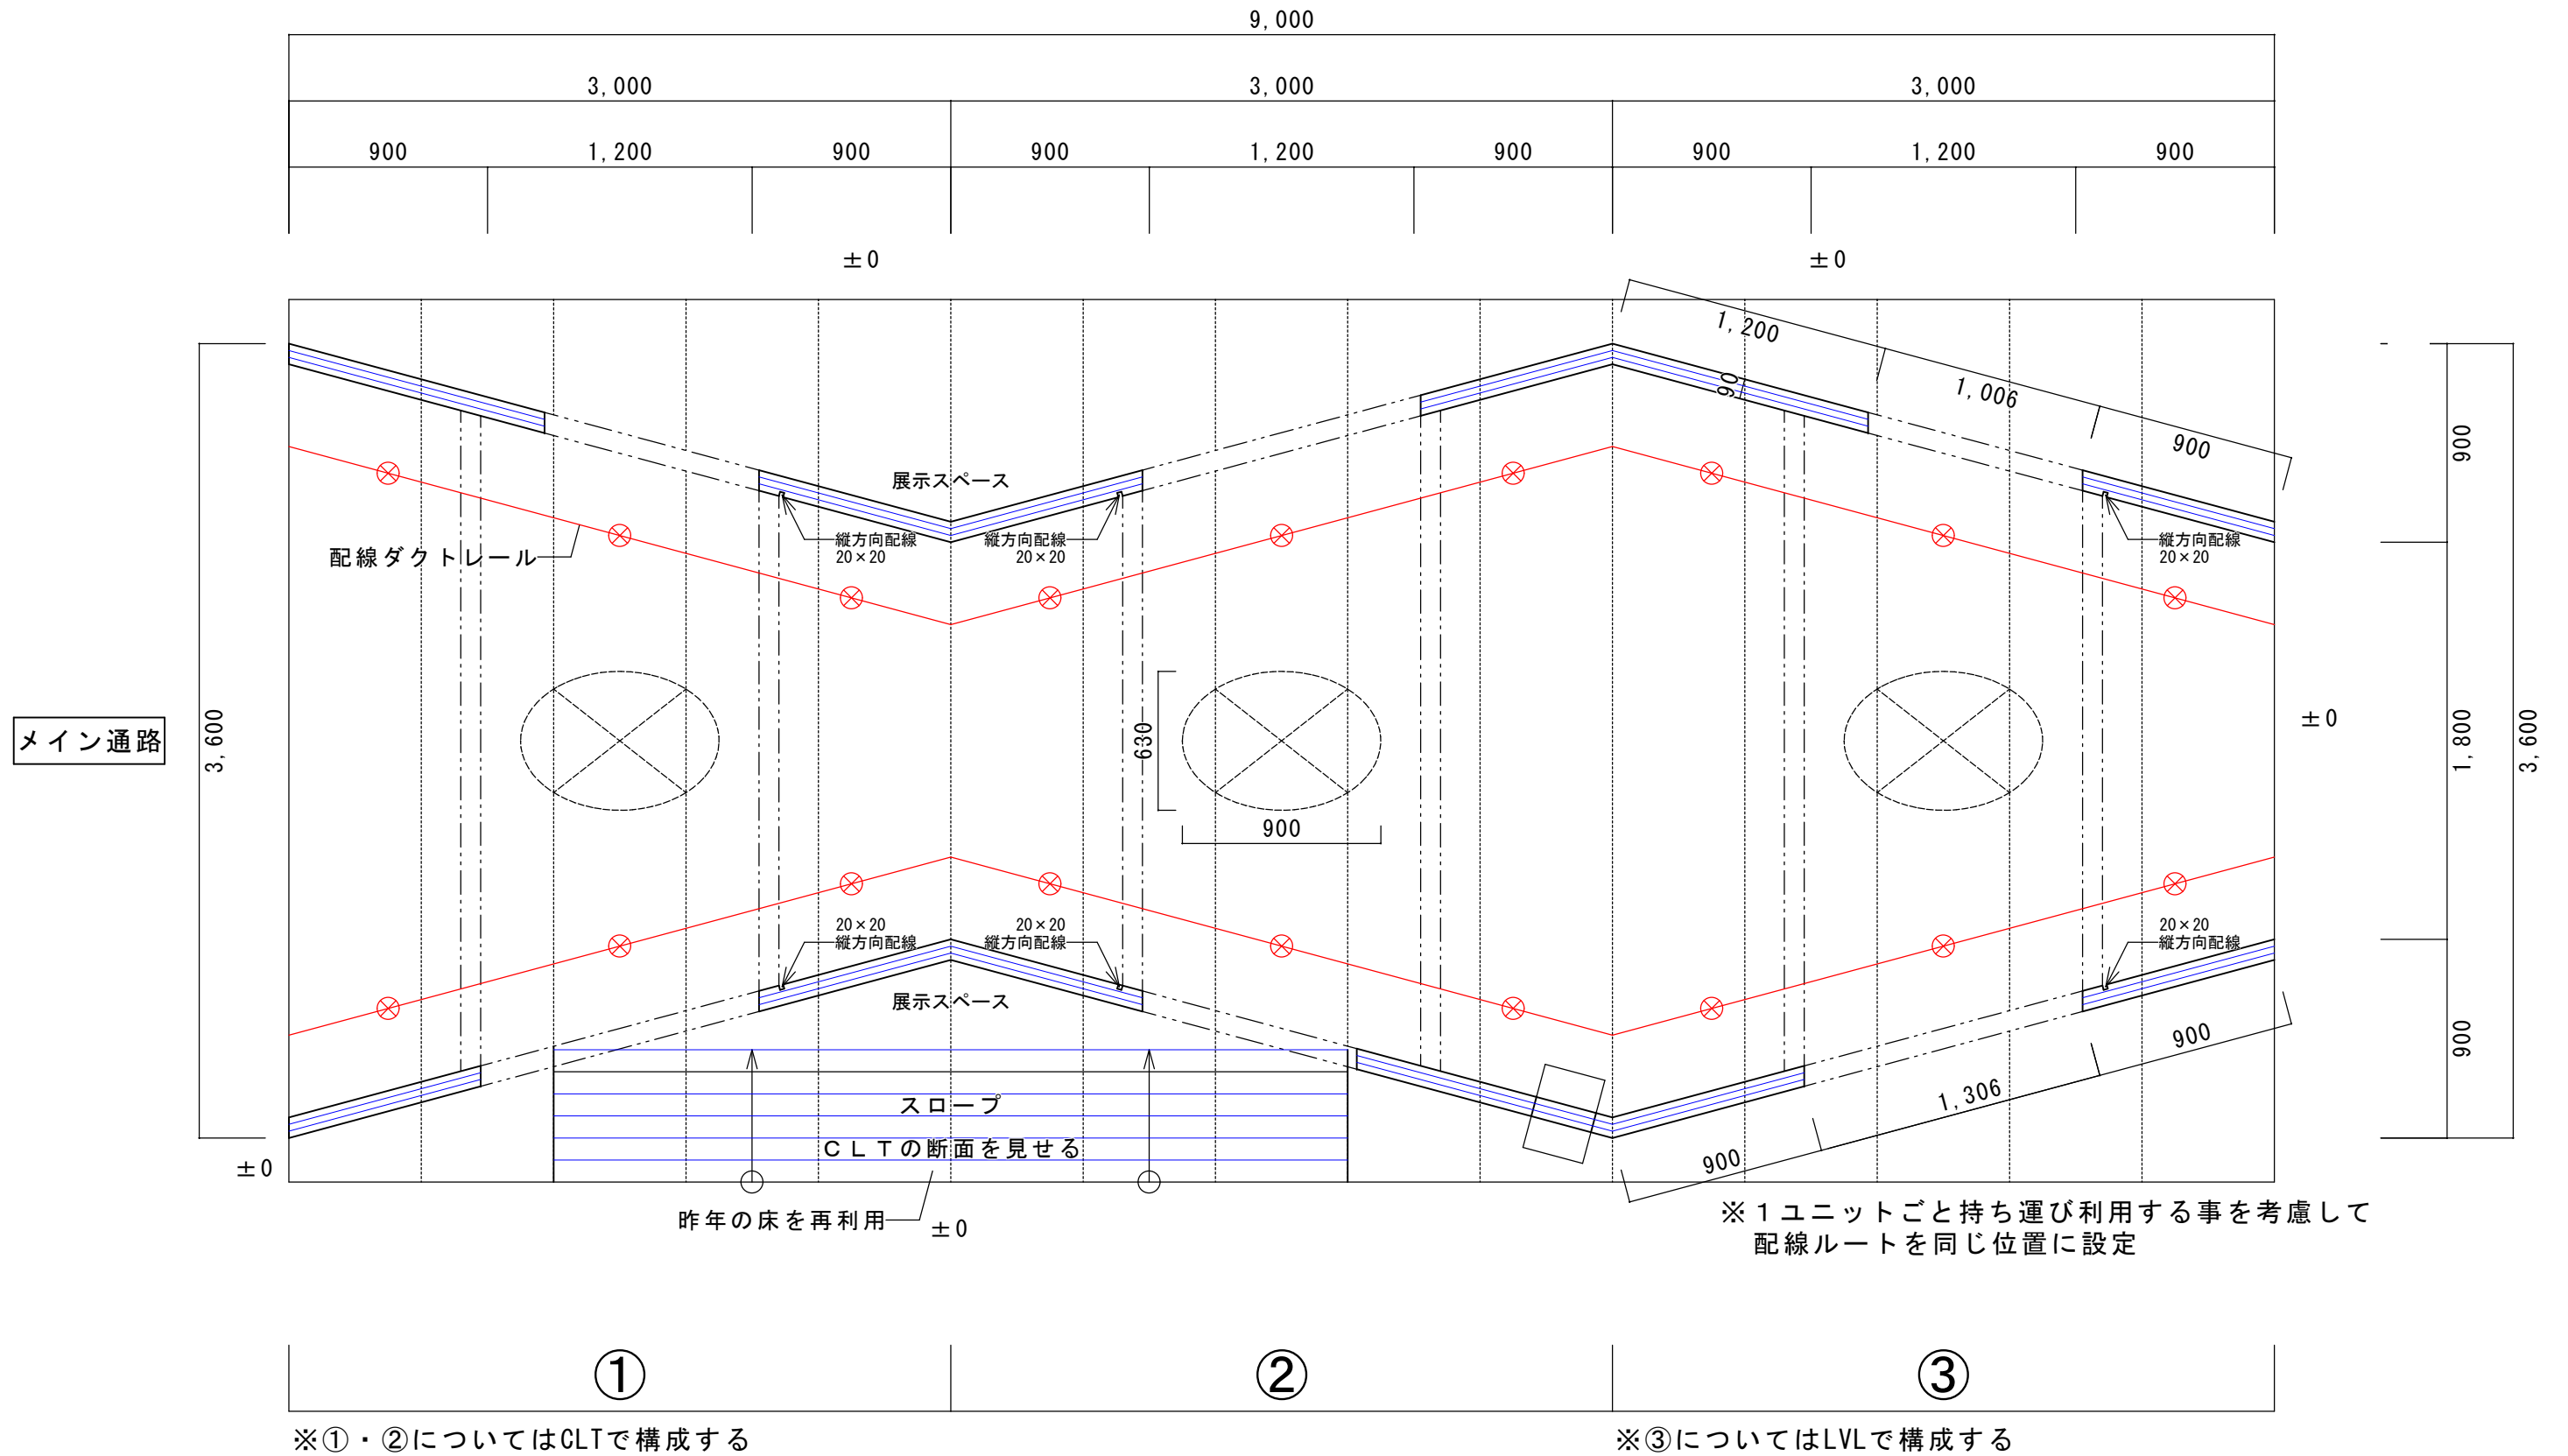 9,000
3,000
3,000
3,000
900
1,200
900
900
1,200
900
900
1,200
900
±0
±0
1,200
1,006
900
90
展示スペース
縦方向配線
20×20
縦方向配線
20×20
縦方向配線
20×20
配線ダクトレール
900
メイン通路
3,600
630
900
±0
1,800
3,600
20×20
縦方向配線
20×20
縦方向配線
20×20
縦方向配線
展示スペース
900
900
1,306
900
スロープ
CLTの断面を見せる
±0
昨年の床を再利用
±0
※1ユニットごと持ち運び利用する事を考慮して
配線ルートを同じ位置に設定
①
②
③
※①・②についてはCLTで構成する
※③についてはLVLで構成する